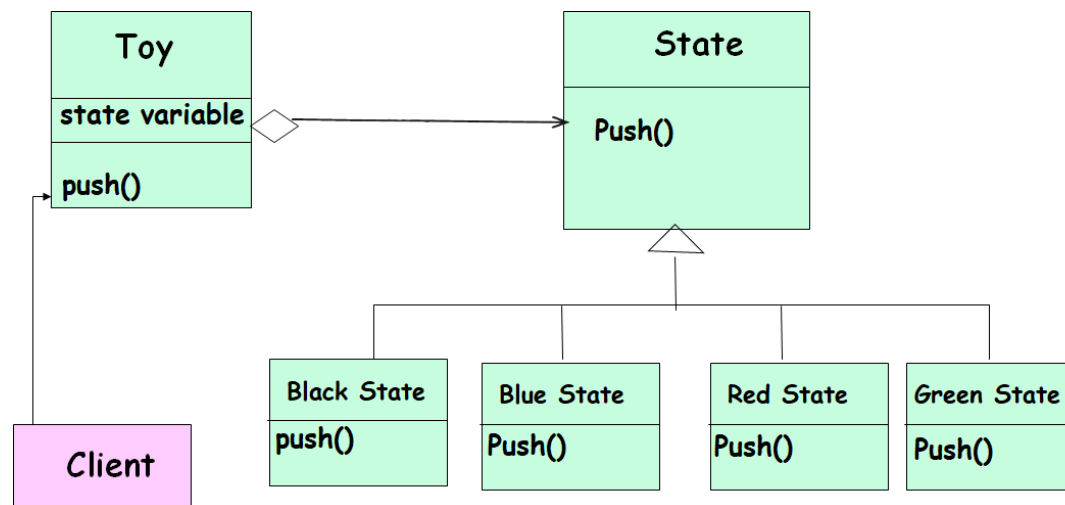 Toy
state variable
push()
State
Push()
Black State
push()
Blue State
Push()
Red State
Push()
Green State
Push()
Client